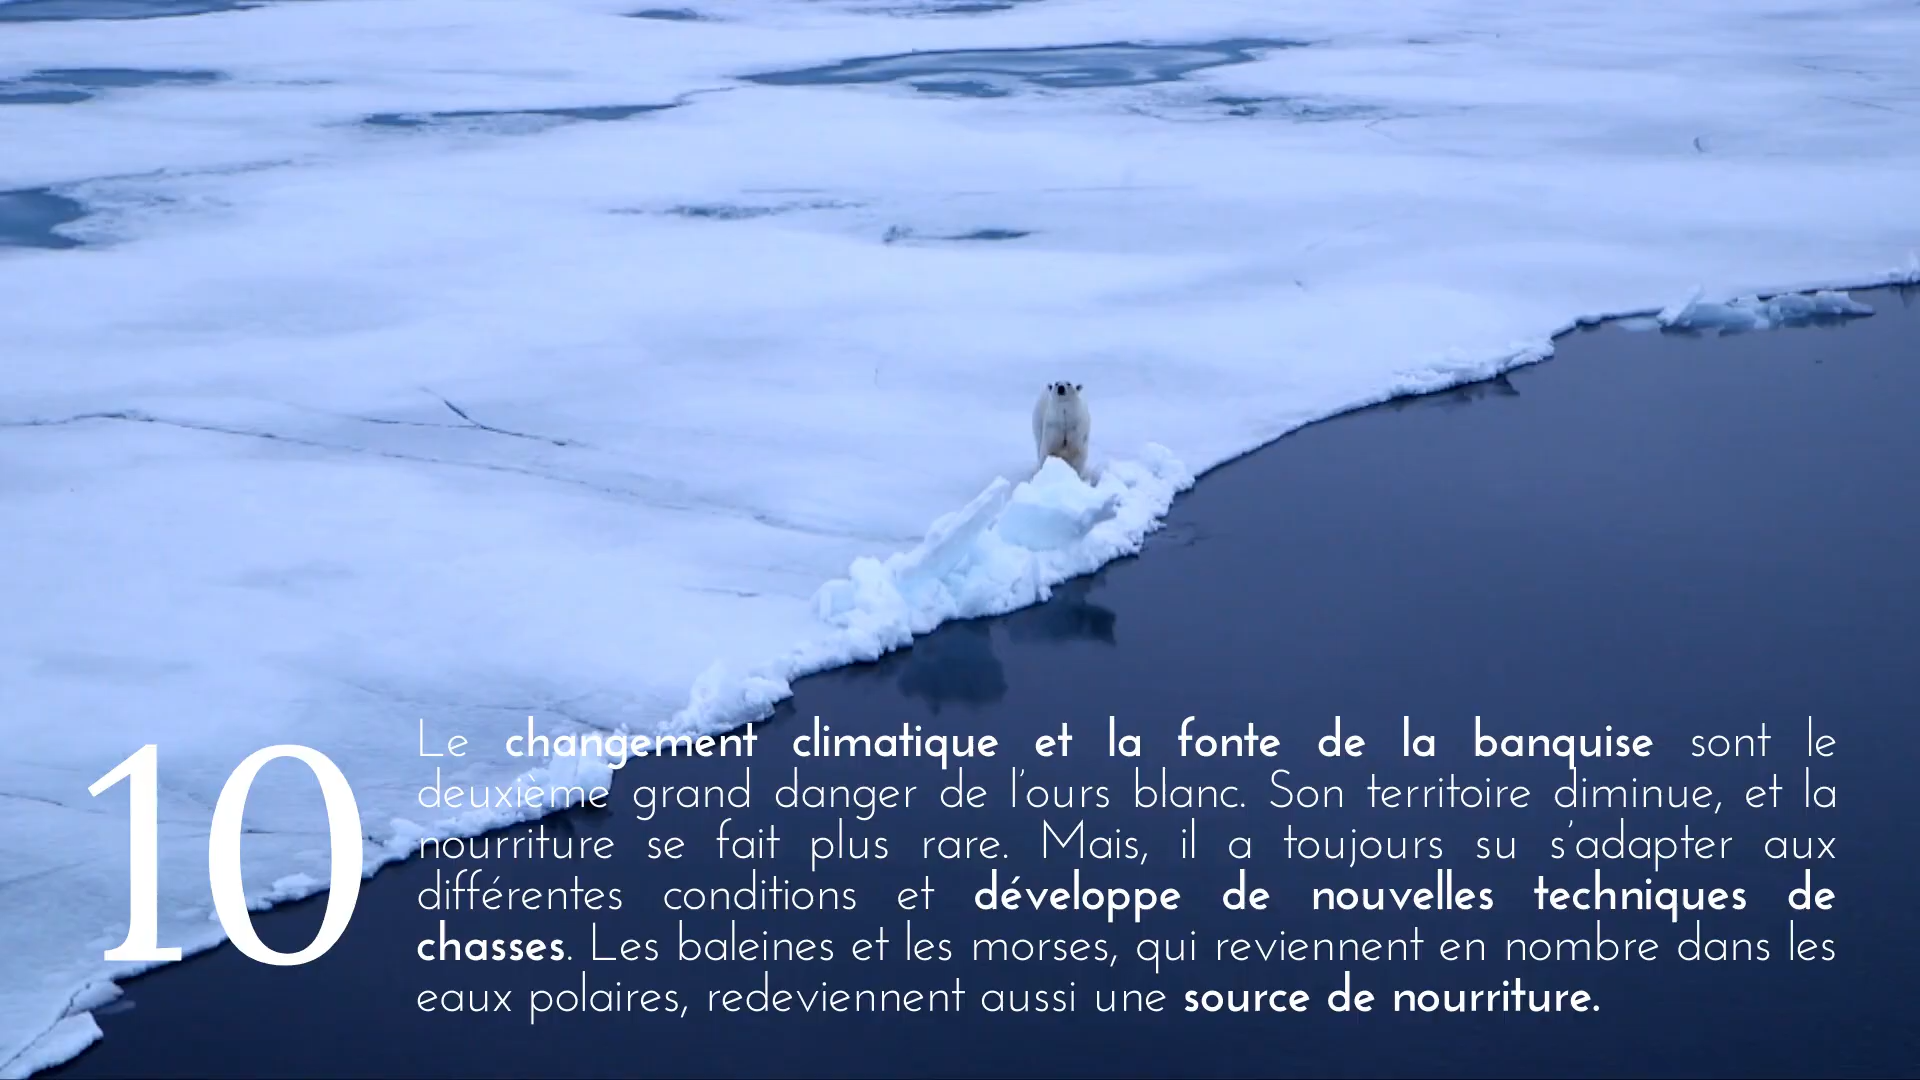 10
Le changement climatique et la fonte de la banquise sont le
deuxième grand danger de l'ours blanc. Son territoire diminue, et la
nourriture se fait plus rare. Mais, il a toujours su s'adapter aux
différentes conditions et développe de nouvelles techniques de
chasses. Les baleines et les morses, qui reviennent en nombre dans les
eaux polaires, redeviennent aussi une source de nourriture.